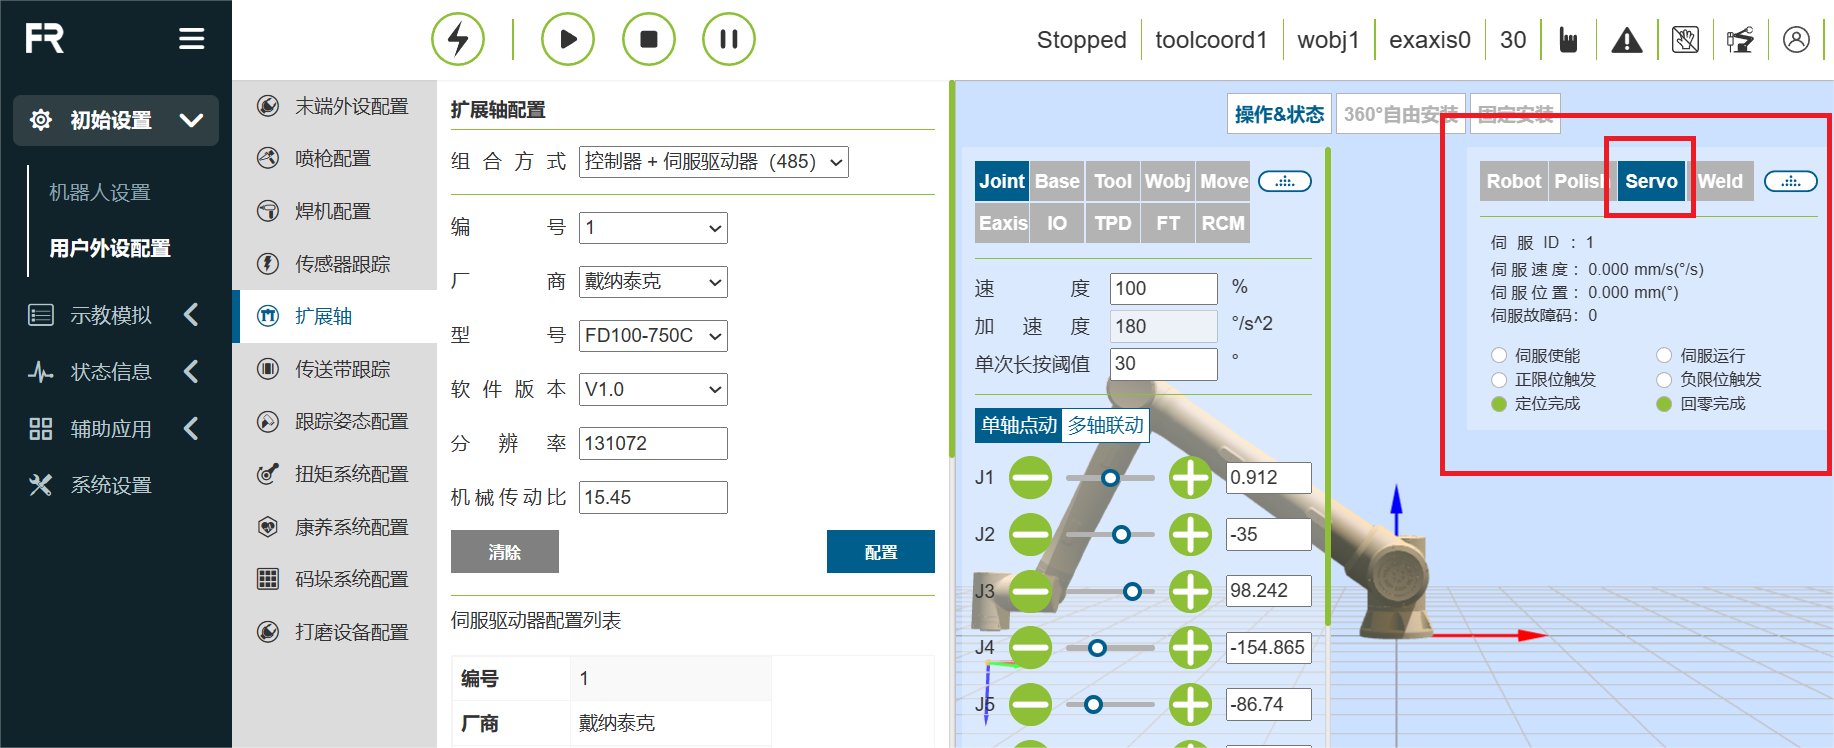 FR
Stopped toolcoord1 wobj1 exaxis0 30
初始设置
机器人设置
用户外设配置
示教模拟
状态信息
辅助应用
系统设置
末端外设配置
喷枪配置
焊机配置
传感器跟踪
扩展轴
传送带跟踪
跟踪姿态配置
扭矩系统配置
康养系统配置
码垛系统配置
打磨设备配置
扩展轴配置
组合方式 控制器 + 伺服驱动器（485）
编号 1
厂商 戴纳泰克
型号 FD100-750C
软件版本 V1.0
分辨率 131072
机械传动比 15.45
清除 配置
伺服驱动器配置列表
编号 1
厂商 戴纳泰克
操作&状态 360°自由安装 固定安装
Joint Base Tool Wobj Move
Eaxis IO TPD FT RCM
速度 100 %
加速度 180 °/s^2
单次长按阈值 30 °
单轴点动 多轴联动
J1 0.912
J2 -35
J3 98.242
J4 -154.865
J5 -86.74
Robot Polish Servo Weld
伺服ID：1
伺服速度：0.000 mm/s(°/s)
伺服位置：0.000 mm(°)
伺服故障码：0
伺服使能 伺服运行
正限位触发 负限位触发
定位完成 回零完成